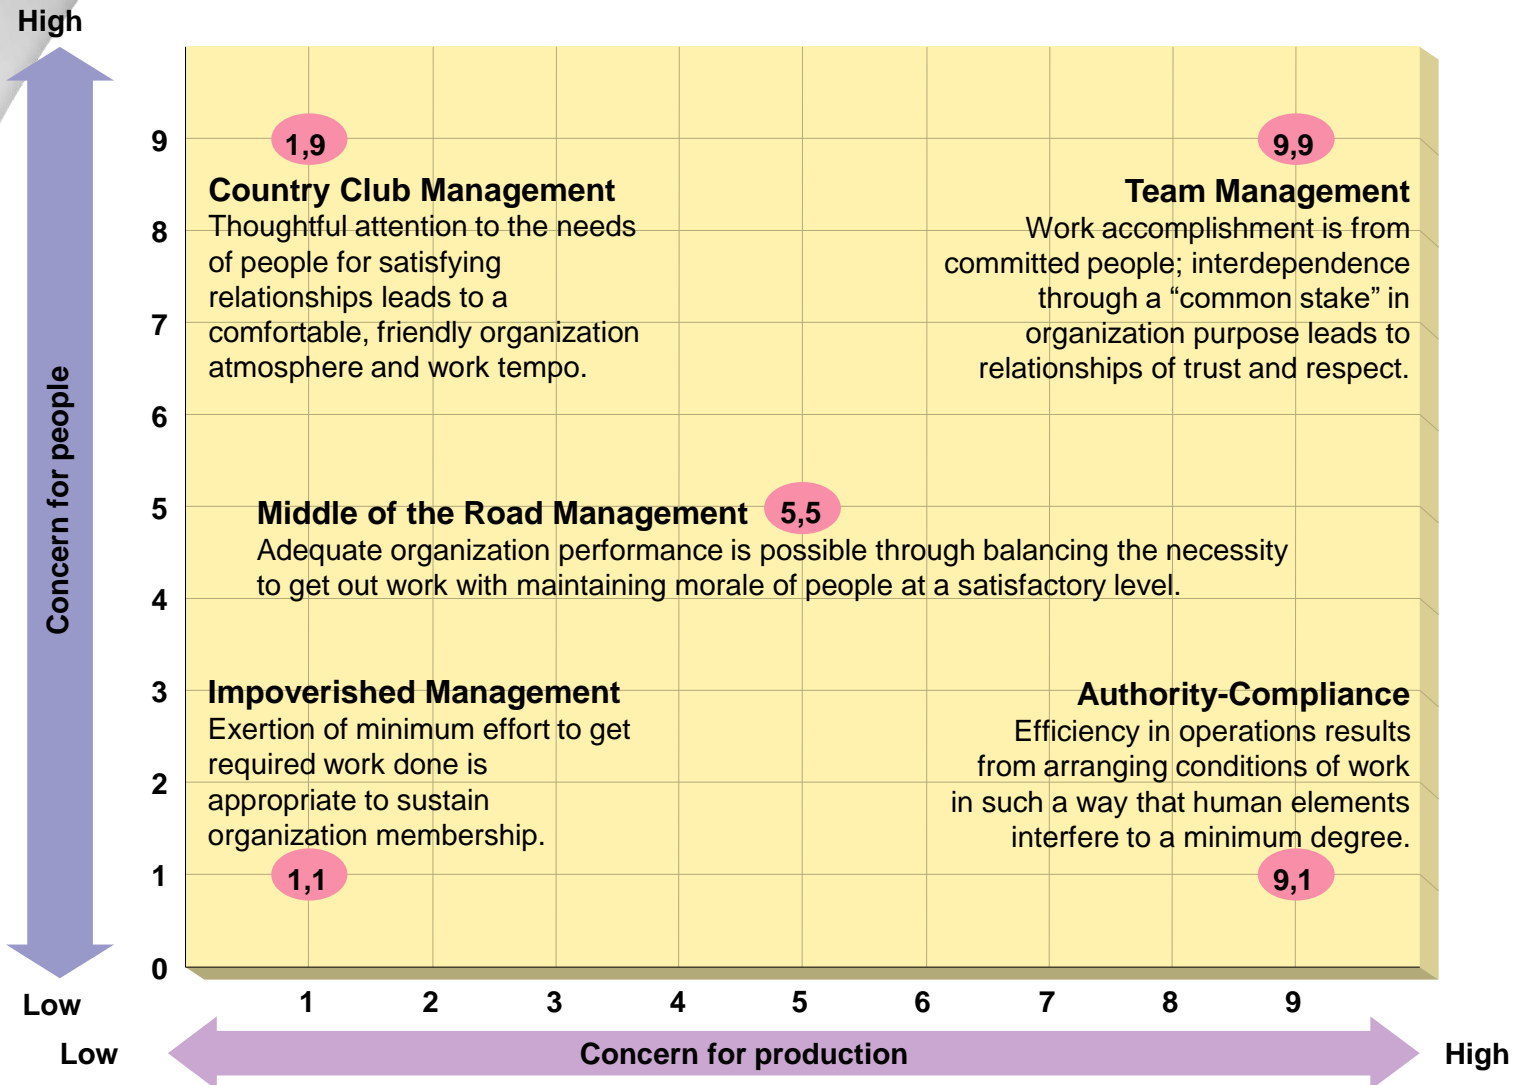 High
9
1,9
9,9
Country Club Management
Thoughtful attention to the needs
of people for satisfying
relationships leads to a
comfortable, friendly organization
atmosphere and work tempo.
Team Management
Work accomplishment is from
committed people; interdependence
through a “common stake” in
organization purpose leads to
relationships of trust and respect.
8
7
6
Concern for people
5
Middle of the Road Management
5,5
Adequate organization performance is possible through balancing the necessity
to get out work with maintaining morale of people at a satisfactory level.
4
3
Impoverished Management
Exertion of minimum effort to get
required work done is
appropriate to sustain
organization membership.
Authority-Compliance
Efficiency in operations results
from arranging conditions of work
in such a way that human elements
interfere to a minimum degree.
2
1
1,1
9,1
0
Low
1 2 3 4 5 6 7 8 9
Low
Concern for production
High